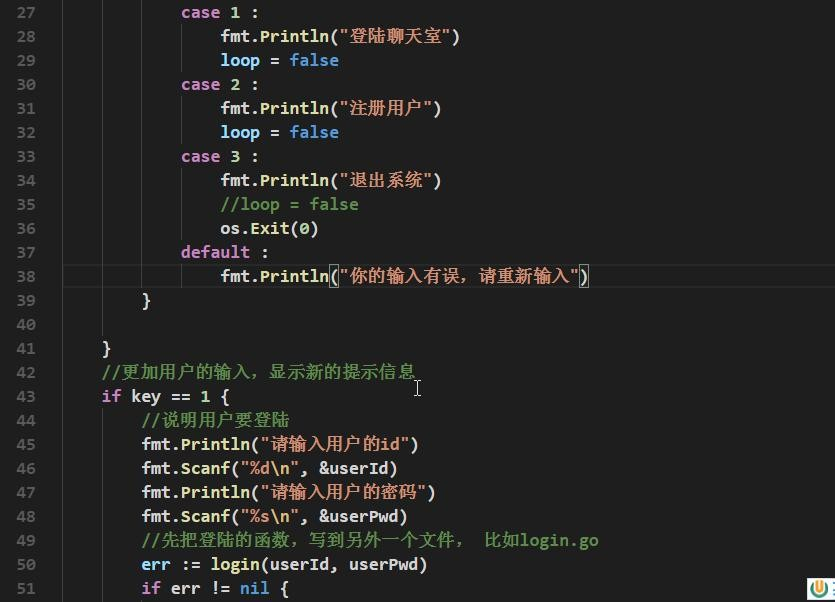 27 case 1 :
28 fmt.Println("登陆聊天室")
29 loop = false
30 case 2 :
31 fmt.Println("注册用户")
32 loop = false
33 case 3 :
34 fmt.Println("退出系统")
35 //loop = false
36 os.Exit(0)
37 default :
38 fmt.Println("你的输入有误，请重新输入")
39 }
40
41 }
42 //更加用户的输入，显示新的提示信息
43 if key == 1 {
44 //说明用户要登陆
45 fmt.Println("请输入用户的id")
46 fmt.Scanf("%d\n", &userId)
47 fmt.Println("请输入用户的密码")
48 fmt.Scanf("%s\n", &userPwd)
49 //先把登陆的函数，写到另外一个文件， 比如login.go
50 err := login(userId, userPwd)
51 if err != nil {